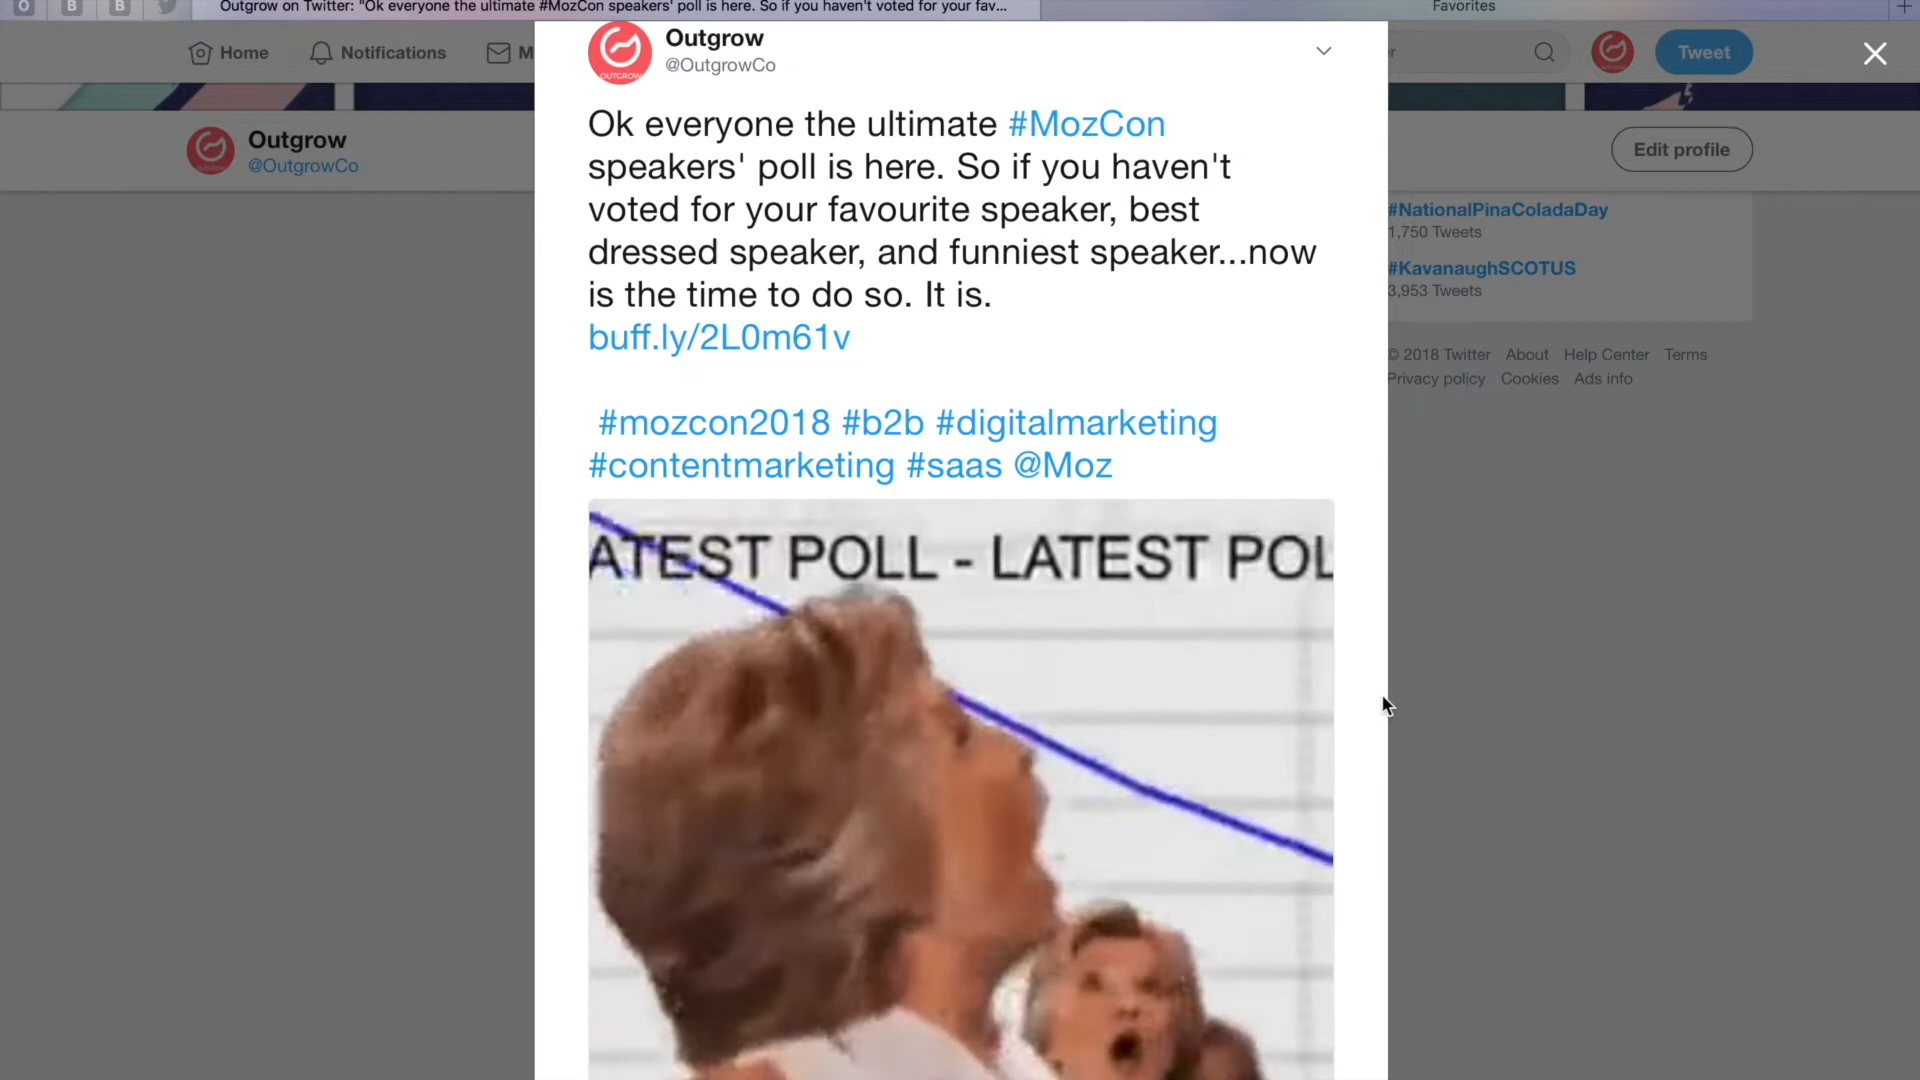 Outgrow on Twitter: "Ok everyone the ultimate #MozCon speakers' poll is here. So if you haven't voted for your fav...
Favorites
Home
Notifications
M
Tweet
Outgrow
@OutgrowCo
Outgrow
@OutgrowCo
Edit profile
Ok everyone the ultimate #MozCon
speakers' poll is here. So if you haven't
voted for your favourite speaker, best
dressed speaker, and funniest speaker...now
is the time to do so. It is.
buff.ly/2L0m61v
#mozcon2018 #b2b #digitalmarketing
#contentmarketing #saas @Moz
ATEST POLL - LATEST POL
#NationalPinaColadaDay
1,750 Tweets
#KavanaughSCOTUS
3,953 Tweets
© 2018 Twitter About Help Center Terms
Privacy policy Cookies Ads info